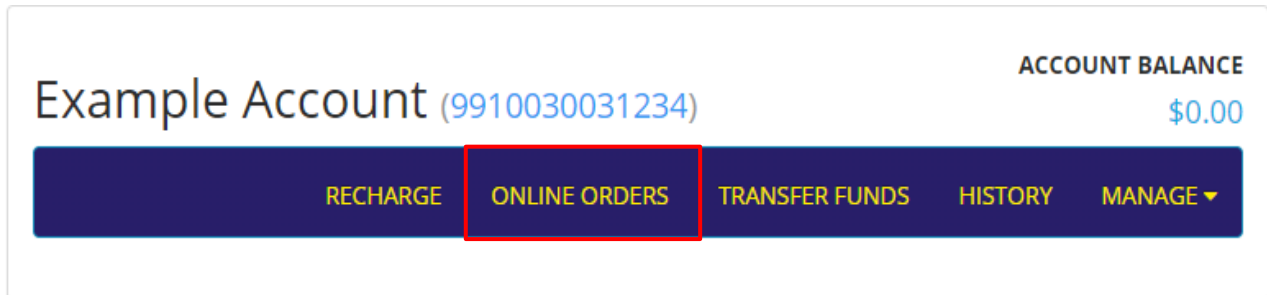 ACCOUNT BALANCE
Example Account (9910030031234)
$0.00
RECHARGE ONLINE ORDERS TRANSFER FUNDS HISTORY MANAGE